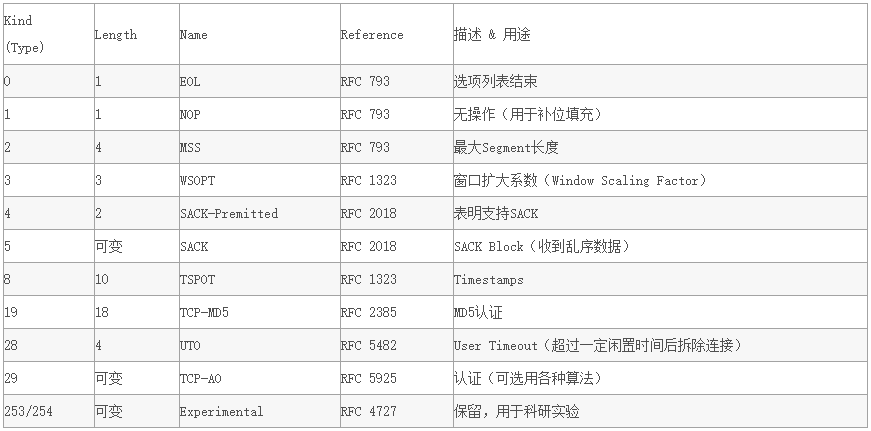 Kind
(Type) Length Name Reference 描述 & 用途
0 1 EOL RFC 793 选项列表结束
1 1 NOP RFC 793 无操作（用于补位填充）
2 4 MSS RFC 793 最大Segment长度
3 3 WSOPT RFC 1323 窗口扩大系数（Window Scaling Factor）
4 2 SACK-Premitted RFC 2018 表明支持SACK
5 可变 SACK RFC 2018 SACK Block（收到乱序数据）
8 10 TSPOT RFC 1323 Timestamps
19 18 TCP-MD5 RFC 2385 MD5认证
28 4 UTO RFC 5482 User Timeout（超过一定闲置时间后拆除连接）
29 可变 TCP-AO RFC 5925 认证（可选用各种算法）
253/254 可变 Experimental RFC 4727 保留，用于科研实验